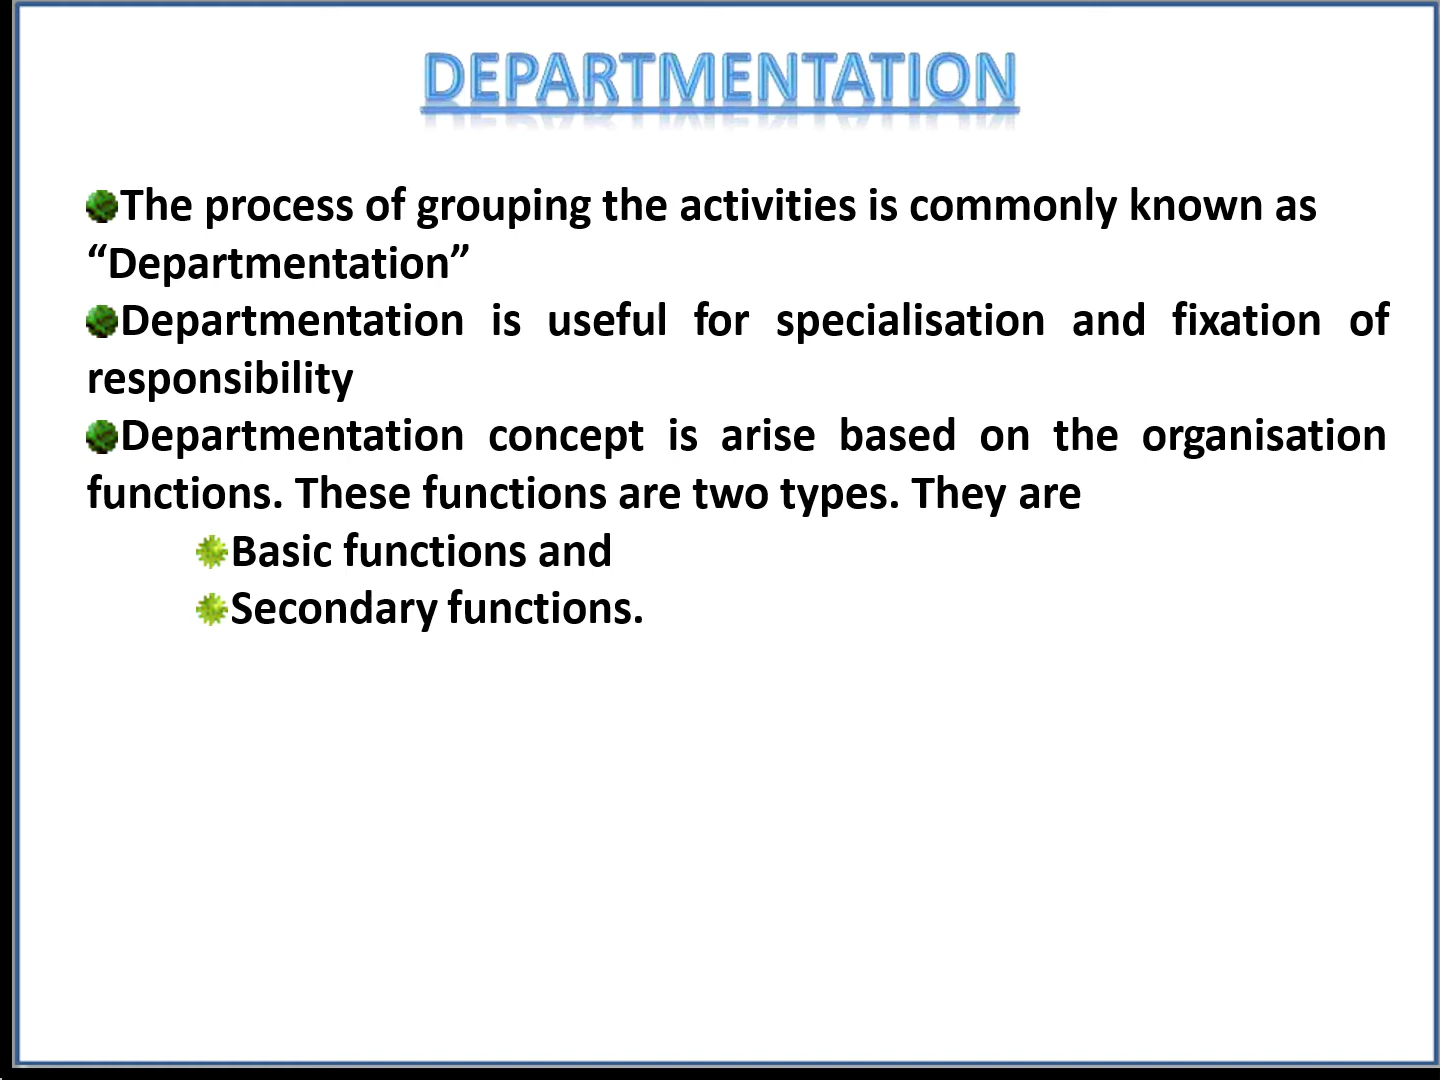 DEPARTMENTATION
The process of grouping the activities is commonly known as
“Departmentation”
Departmentation is useful for specialisation and fixation of
responsibility
Departmentation concept is arise based on the organisation
functions. These functions are two types. They are
Basic functions and
Secondary functions.